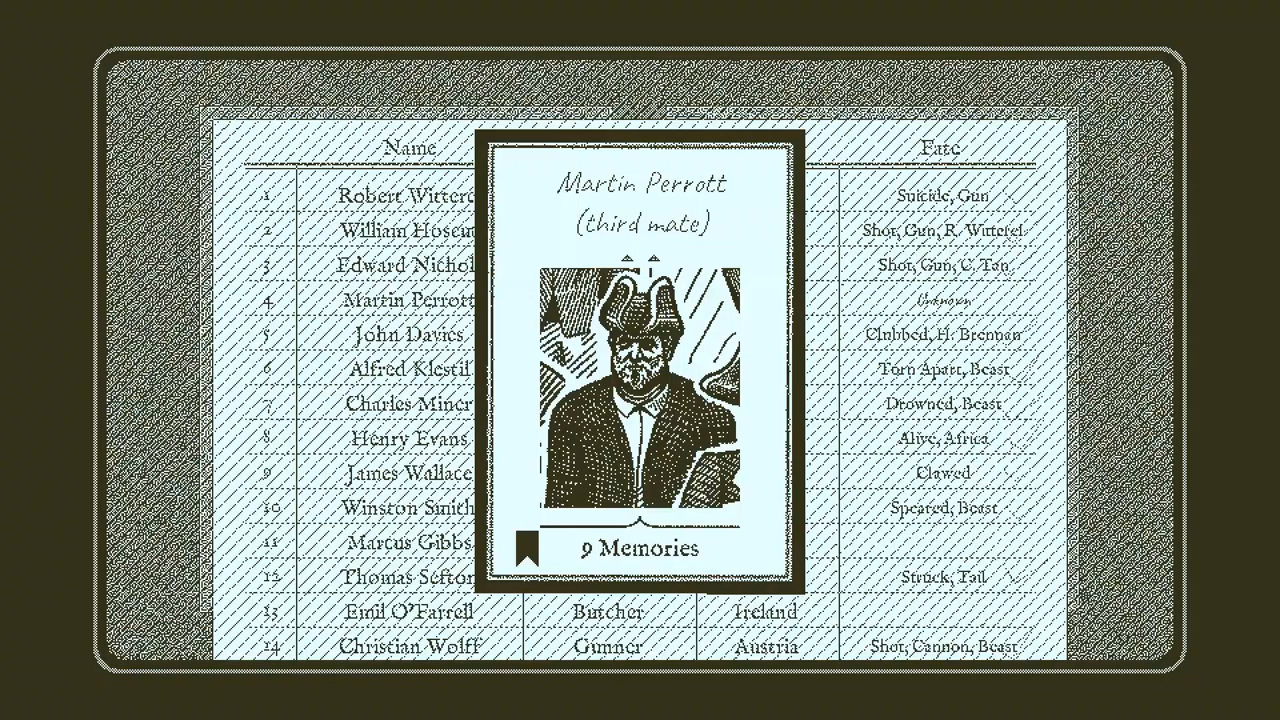 Name Fate
1 Robert Witterel Suicide, Gun
2 William Hoscut Shot, Gun, R. Witterel
3 Edward Nichol Shot, Gun, C. Tan
4 Martin Perrott Unknown
5 John Davies Clubbed, H. Brennan
6 Alfred Klestil Torn Apart, Beast
7 Charles Miner Drowned, Beast
8 Henry Evans Alive, Africa
9 James Wallace Clawed
10 Winston Smith Speared, Beast
11 Marcus Gibbs
12 Thomas Sefton Struck, Tail
13 Emil O'Farrell Butcher Ireland
14 Christian Wolff Gunner Austria Shot, Cannon, Beast
Martin Perrott
(third mate)
9 Memories